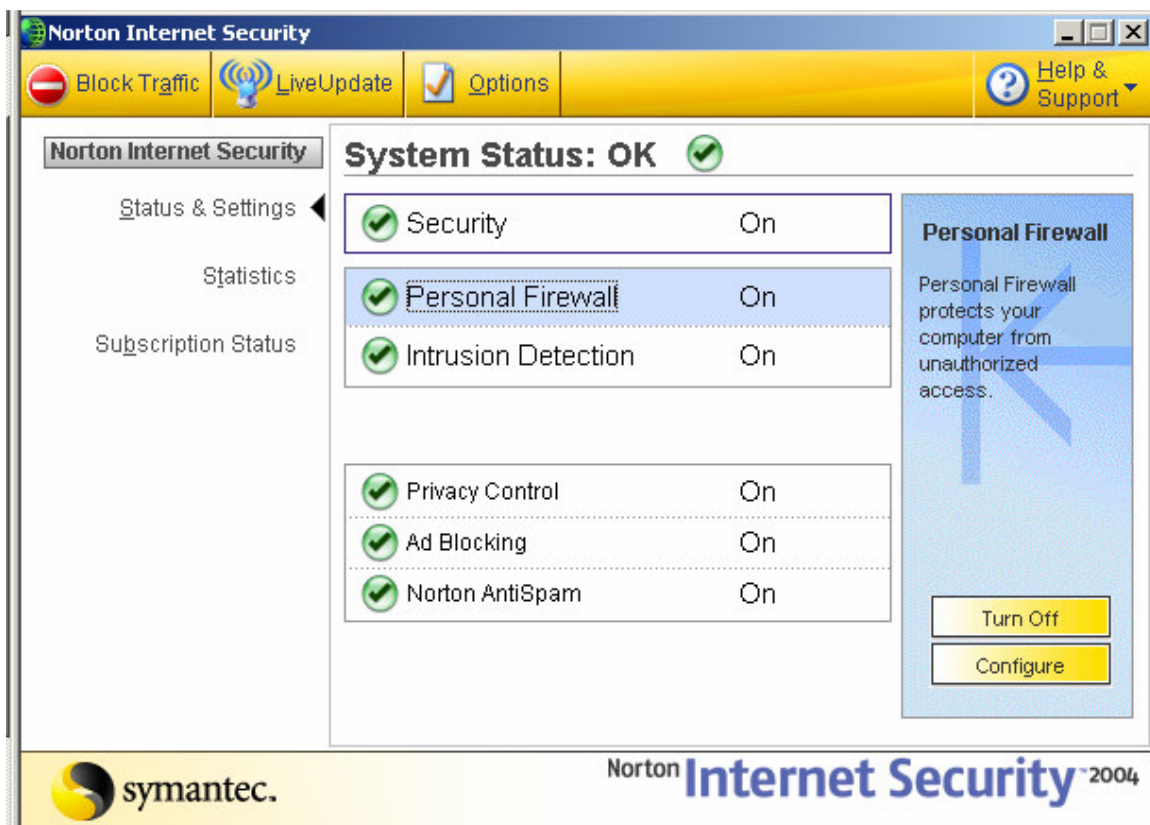 Norton Internet Security
Block Traffic
LiveUpdate
Options
Help &
Support
Norton Internet Security
Status & Settings
Statistics
Subscription Status
System Status: OK
Security On
Personal Firewall On
Intrusion Detection On
Privacy Control On
Ad Blocking On
Norton AntiSpam On
Personal Firewall
Personal Firewall
protects your
computer from
unauthorized
access.
Turn Off
Configure
symantec.
Norton Internet Security™ 2004